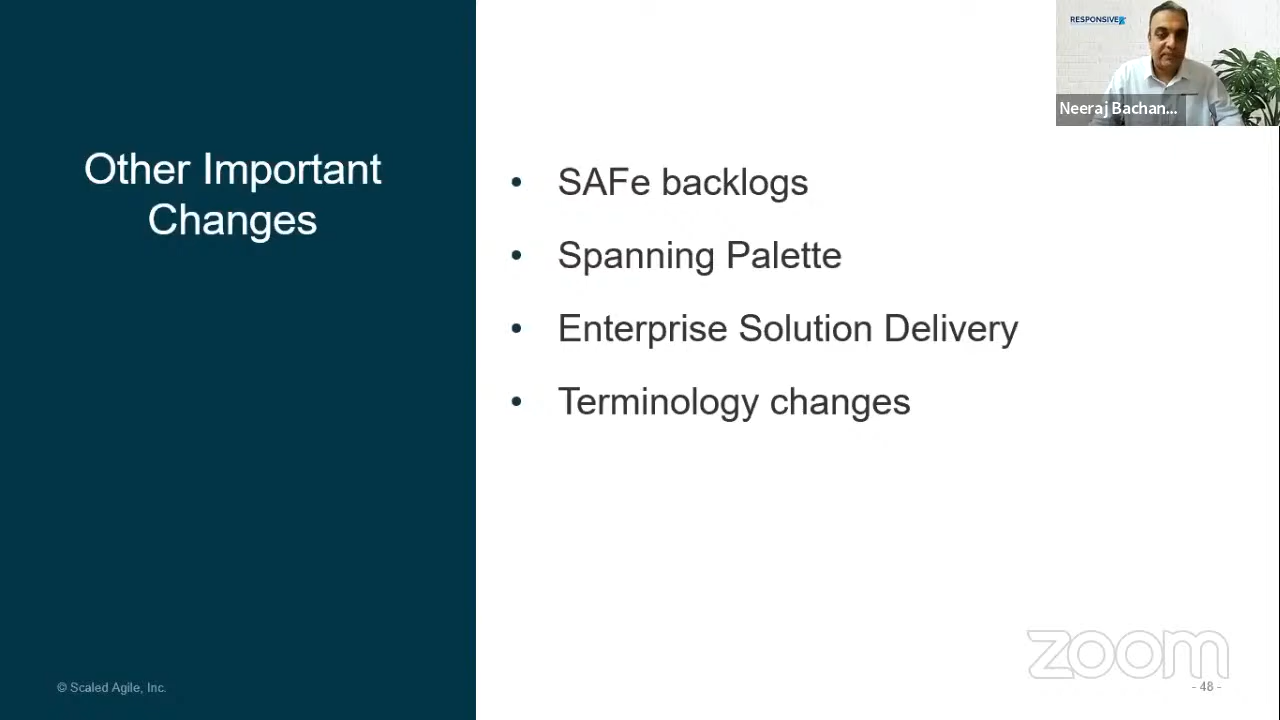 RESPONSIVE
Neeraj Bachan...
Other Important
Changes
• SAFe backlogs
• Spanning Palette
• Enterprise Solution Delivery
• Terminology changes
zoom
© Scaled Agile, Inc.
- 48 -